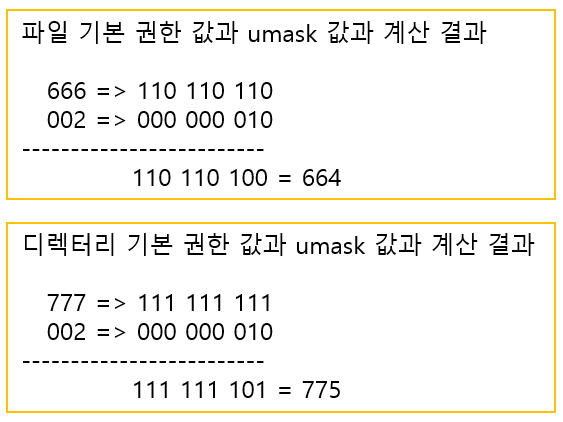 파일 기본 권한 값과 umask 값과 계산 결과
666 => 110 110 110
002 => 000 000 010
-------------------------
110 110 100 = 664
디렉터리 기본 권한 값과 umask 값과 계산 결과
777 => 111 111 111
002 => 000 000 010
-------------------------
111 111 101 = 775